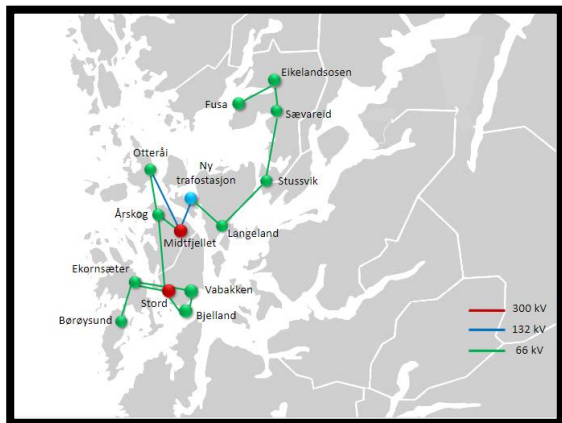 Eikelandsosen
Fusa
Sævareid
Otteråi
Ny
trafostasjon
Stussvik
Årskog
Midtfjellet
Langeland
Ekornsæter
Vabakken
Stord
Bjelland
Børøysund
300 kV
132 kV
66 kV